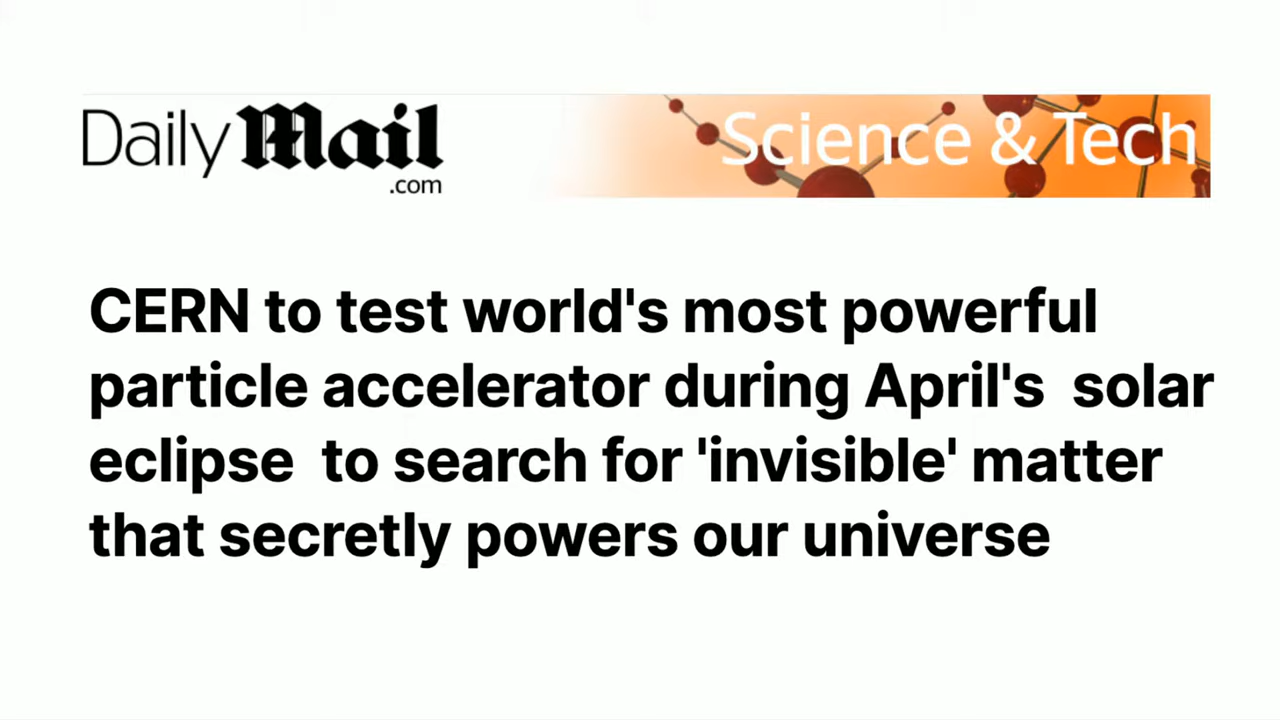 Daily Mail
.com
Science & Tech
CERN to test world's most powerful
particle accelerator during April's solar
eclipse to search for 'invisible' matter
that secretly powers our universe